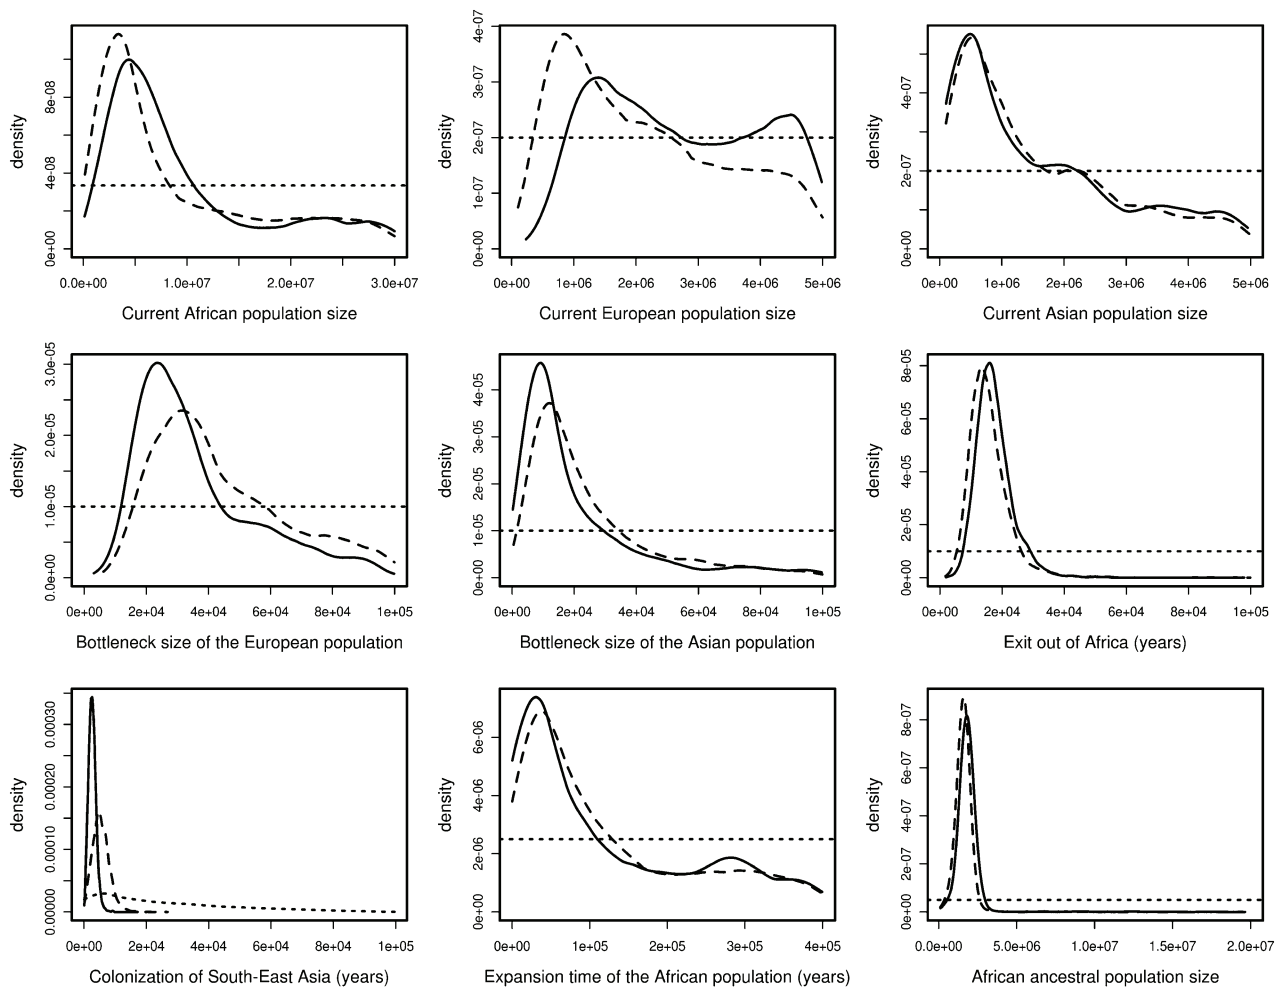 density
0e+00 4e-08 8e-08
0.0e+00 1.0e+07 2.0e+07 3.0e+07
Current African population size
density
0e+00 1e-07 2e-07 3e-07 4e-07
0e+00 1e+06 2e+06 3e+06 4e+06 5e+06
Current European population size
density
0e+00 2e-07 4e-07
0e+00 1e+06 2e+06 3e+06 4e+06 5e+06
Current Asian population size
density
0.0e+00 1.0e-05 2.0e-05 3.0e-05
0e+00 2e+04 4e+04 6e+04 8e+04 1e+05
Bottleneck size of the European population
density
0e+00 1e-05 2e-05 3e-05 4e-05
0e+00 2e+04 4e+04 6e+04 8e+04 1e+05
Bottleneck size of the Asian population
density
0e+00 2e-05 4e-05 6e-05 8e-05
0e+00 2e+04 4e+04 6e+04 8e+04 1e+05
Exit out of Africa (years)
density
0.00000 0.00010 0.00020 0.00030
0e+00 2e+04 4e+04 6e+04 8e+04 1e+05
Colonization of South-East Asia (years)
density
0e+00 2e-06 4e-06 6e-06
0e+00 1e+05 2e+05 3e+05 4e+05
Expansion time of the African population (years)
density
0e+00 2e-07 4e-07 6e-07 8e-07
0.0e+00 5.0e+06 1.0e+07 1.5e+07 2.0e+07
African ancestral population size